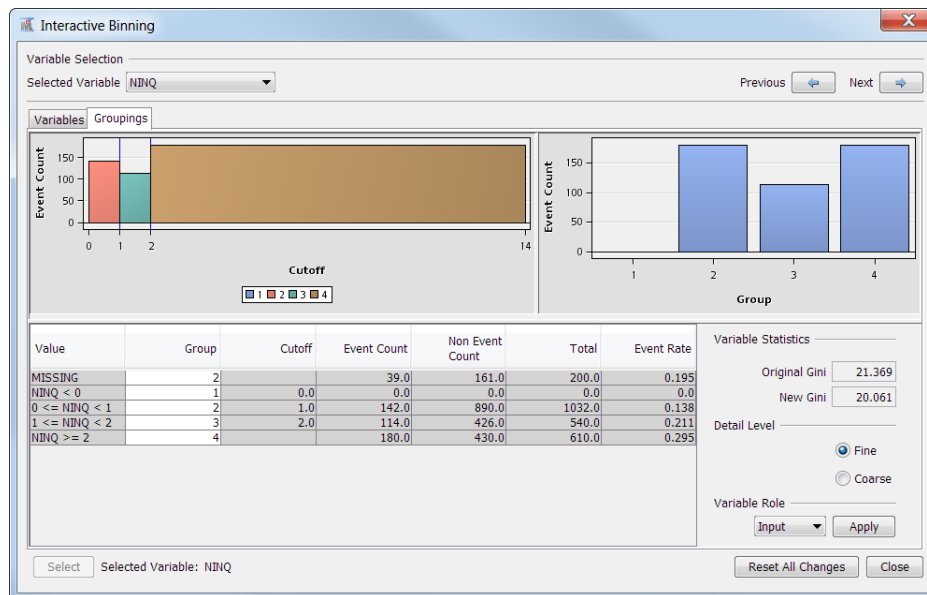 Interactive Binning
Variable Selection
Selected Variable NINQ
Previous Next
Variables Groupings
Event Count
150
100
50
0
0 1 2 14
Cutoff
1 2 3 4
Event Count
150
100
50
0
1 2 3 4
Group
Value Group Cutoff Event Count Non Event Count Total Event Rate
MISSING 2 39.0 161.0 200.0 0.195
NINQ < 0 1 0.0 0.0 0.0 0.0 0.0
0 <= NINQ < 1 2 1.0 142.0 890.0 1032.0 0.138
1 <= NINQ < 2 3 2.0 114.0 426.0 540.0 0.211
NINQ >= 2 4 180.0 430.0 610.0 0.295
Variable Statistics
Original Gini 21.369
New Gini 20.061
Detail Level
Fine
Coarse
Variable Role
Input Apply
Select Selected Variable: NINQ Reset All Changes Close